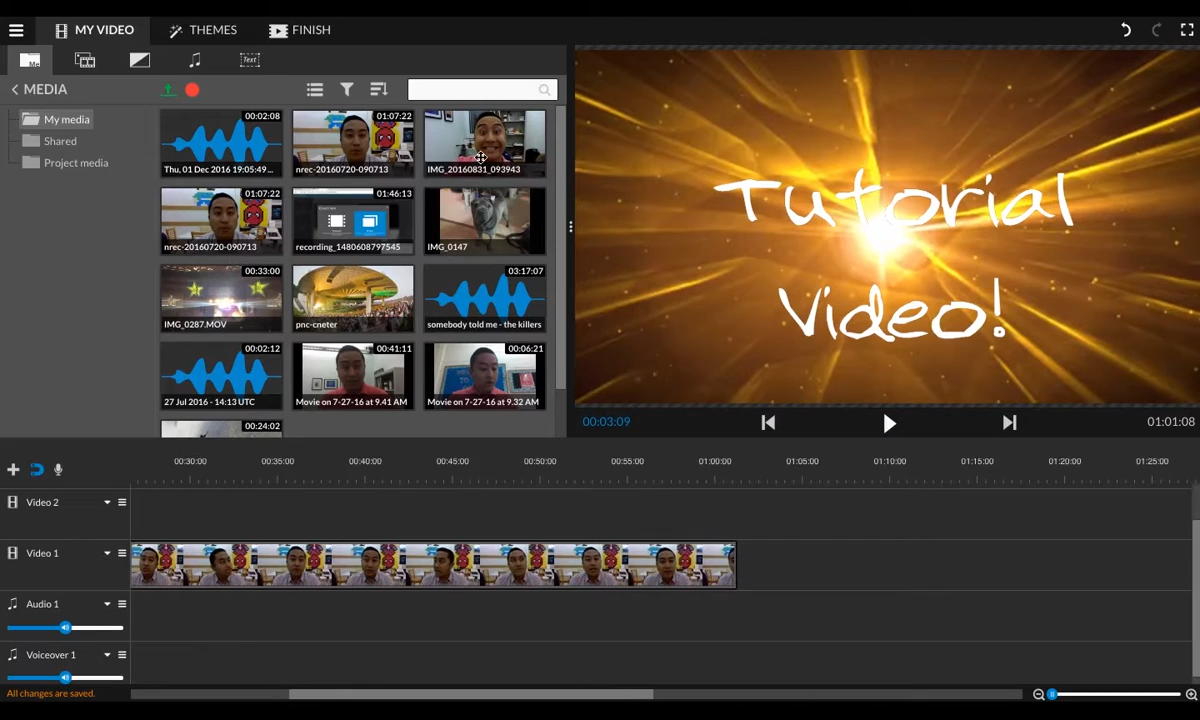 MY VIDEO THEMES FINISH
Text
MEDIA
My media
Shared
Project media
00:02:08
Thu, 01 Dec 2016 19:05:49...
01:07:22
nrec-20160720-090713
IMG_20160831_093943
01:07:22
nrec-20160720-090713
01:46:13
recording_1480608797545
IMG_0147
00:33:00
IMG_0287.MOV
pnc-cneter
03:17:07
somebody told me - the killers
00:02:12
27 Jul 2016 - 14:13 UTC
00:41:11
Movie on 7-27-16 at 9.41 AM
00:06:21
Movie on 7-27-16 at 9.32 AM
00:24:02
Tutorial
Video!
00:03:09
01:01:08
00:30:00 00:35:00 00:40:00 00:45:00 00:50:00 00:55:00 01:00:00 01:05:00 01:10:00 01:15:00 01:20:00 01:25:00
Video 2
Video 1
Audio 1
Voiceover 1
All changes are saved.